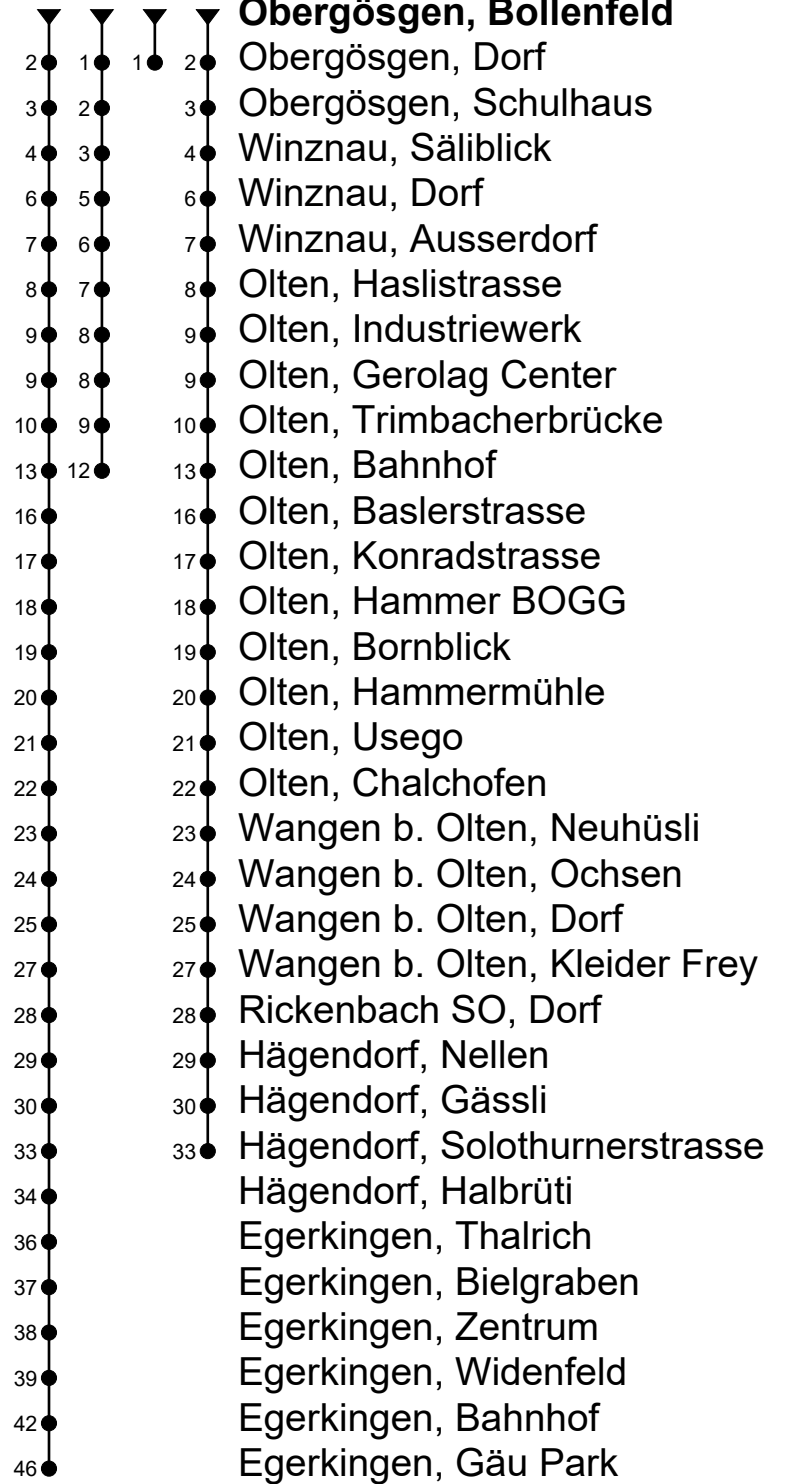 Obergösgen, Bollenfeld
2 1 1 2 Obergösgen, Dorf
3 2 3 Obergösgen, Schulhaus
4 3 4 Winznau, Säliblick
6 5 6 Winznau, Dorf
7 6 7 Winznau, Ausserdorf
8 7 8 Olten, Haslistrasse
9 8 9 Olten, Industriewerk
9 8 9 Olten, Gerolag Center
10 9 10 Olten, Trimbacherbrücke
13 12 13 Olten, Bahnhof
16 16 Olten, Baslerstrasse
17 17 Olten, Konradstrasse
18 18 Olten, Hammer BOGG
19 19 Olten, Bornblick
20 20 Olten, Hammermühle
21 21 Olten, Usego
22 22 Olten, Chalchofen
23 23 Wangen b. Olten, Neuhüsli
24 24 Wangen b. Olten, Ochsen
25 25 Wangen b. Olten, Dorf
27 27 Wangen b. Olten, Kleider Frey
28 28 Rickenbach SO, Dorf
29 29 Hägendorf, Nellen
30 30 Hägendorf, Gässli
33 33 Hägendorf, Solothurnerstrasse
34 Hägendorf, Halbrüti
36 Egerkingen, Thalrich
37 Egerkingen, Bielgraben
38 Egerkingen, Zentrum
39 Egerkingen, Widenfeld
42 Egerkingen, Bahnhof
46 Egerkingen, Gäu Park